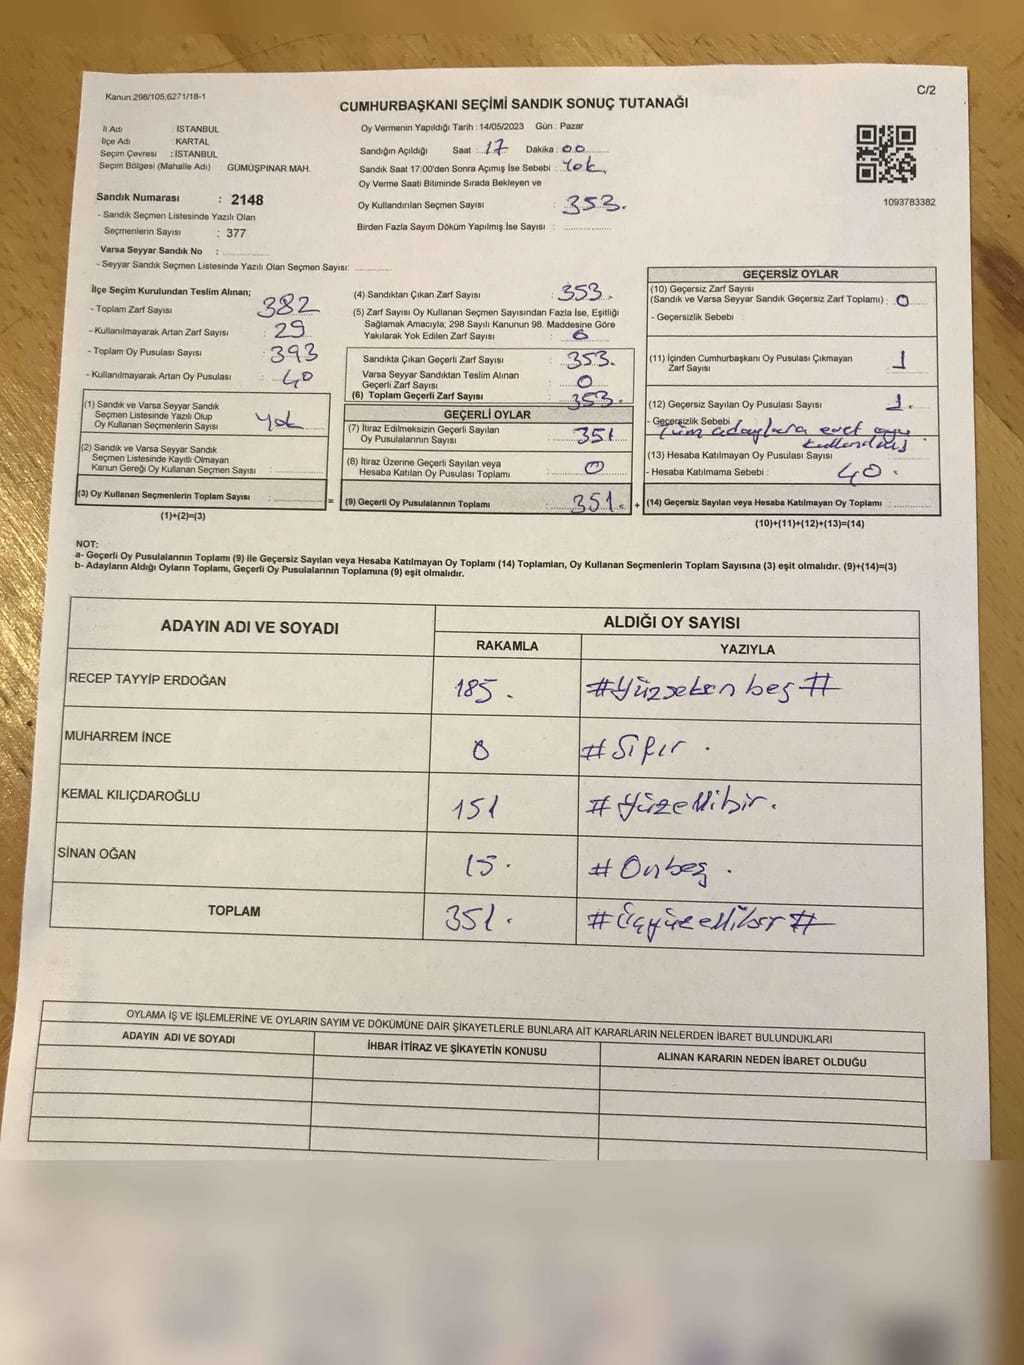 Kanun:298/105,6271/18-1
C/2
CUMHURBAŞKANI SEÇİMİ SANDIK SONUÇ TUTANAĞI
İl Adı : İSTANBUL
İlçe Adı : KARTAL
Seçim Çevresi : İSTANBUL
Seçim Bölgesi (Mahalle Adı) : GÜMÜŞPINAR MAH.
Sandık Numarası : 2148
- Sandık Seçmen Listesinde Yazılı Olan
Seçmenlerin Sayısı : 377
Varsa Seyyar Sandık No :
- Seyyar Sandık Seçmen Listesinde Yazılı Olan Seçmen Sayısı:
Oy Vermenin Yapıldığı Tarih : 14/05/2023 Gün : Pazar
Sandığın Açıldığı Saat : 17 Dakika : 00
Sandık Saat 17:00'den Sonra Açımış İse Sebebi : Yok.
Oy Verme Saati Bitiminde Sırada Bekleyen ve
Oy Kullandırılan Seçmen Sayısı : 353.
Birden Fazla Sayım Döküm Yapılmış İse Sayısı :
1093783382
İlçe Seçim Kurulundan Teslim Alınan;
- Toplam Zarf Sayısı : 382
- Kullanılmayarak Artan Zarf Sayısı : 29
- Toplam Oy Pusulası Sayısı : 393
- Kullanılmayarak Artan Oy Pusulası : 40
(1) Sandık ve Varsa Seyyar Sandık
Seçmen Listesinde Yazılı Olup
Oy Kullanan Seçmenlerin Sayısı : Yok
(2) Sandık ve Varsa Seyyar Sandık
Seçmen Listesinde Kayıtlı Olmayan
Kanun Gereği Oy Kullanan Seçmen Sayısı :
(3) Oy Kullanan Seçmenlerin Toplam Sayısı :
=
(1)+(2)=(3)
(4) Sandıktan Çıkan Zarf Sayısı : 353.
(5) Zarf Sayısı Oy Kullanan Seçmen Sayısından Fazla İse, Eşitliği
Sağlamak Amacıyla; 298 Sayılı Kanunun 98. Maddesine Göre
Yakılarak Yok Edilen Zarf Sayısı : 0
Sandıkta Çıkan Geçerli Zarf Sayısı : 353.
Varsa Seyyar Sandıktan Teslim Alınan
Geçerli Zarf Sayısı : 0
(6) Toplam Geçerli Zarf Sayısı : 353.
GEÇERLİ OYLAR
(7) İtiraz Edilmeksizin Geçerli Sayılan
Oy Pusulalarının Sayısı : 351
(8) İtiraz Üzerine Geçerli Sayılan veya
Hesaba Katılan Oy Pusulası Toplamı : 0
(9) Geçerli Oy Pusulalarının Toplamı : 351.
+
GEÇERSİZ OYLAR
(10) Geçersiz Zarf Sayısı
(Sandık ve Varsa Seyyar Sandık Geçersiz Zarf Toplamı) : 0
- Geçersizlik Sebebi :
(11) İçinden Cumhurbaşkanı Oy Pusulası Çıkmayan
Zarf Sayısı : 1
(12) Geçersiz Sayılan Oy Pusulası Sayısı : 1.
- Geçersizlik Sebebi : Tüm adaylara evet oyu
kullanılmış
(13) Hesaba Katılmayan Oy Pusulası Sayısı :
- Hesaba Katılmama Sebebi : 40.
(14) Geçersiz Sayılan veya Hesaba Katılmayan Oy Toplamı :
(10)+(11)+(12)+(13)=(14)
NOT:
a- Geçerli Oy Pusulalarının Toplamı (9) ile Geçersiz Sayılan veya Hesaba Katılmayan Oy Toplamı (14) Toplamları, Oy Kullanan Seçmenlerin Toplam Sayısına (3) eşit olmalıdır. (9)+(14)=(3)
b- Adayların Aldığı Oyların Toplamı, Geçerli Oy Pusulalarının Toplamına (9) eşit olmalıdır.
ADAYIN ADI VE SOYADI
ALDIĞI OY SAYISI
RAKAMLA
YAZIYLA
RECEP TAYYİP ERDOĞAN 185. #Yüzseksenbeş#
MUHARREM İNCE 0 #Sıfır.
KEMAL KILIÇDAROĞLU 151 #Yüzellibir.
SİNAN OĞAN 15. #Onbeş.
TOPLAM 351. #Üçyüzellibir#
OYLAMA İŞ VE İŞLEMLERİNE VE OYLARIN SAYIM VE DÖKÜMÜNE DAİR ŞİKAYETLERLE BUNLARA AİT KARARLARIN NELERDEN İBARET BULUNDUKLARI
ADAYIN ADI VE SOYADI
İHBAR İTİRAZ VE ŞİKAYETİN KONUSU
ALINAN KARARIN NEDEN İBARET OLDUĞU